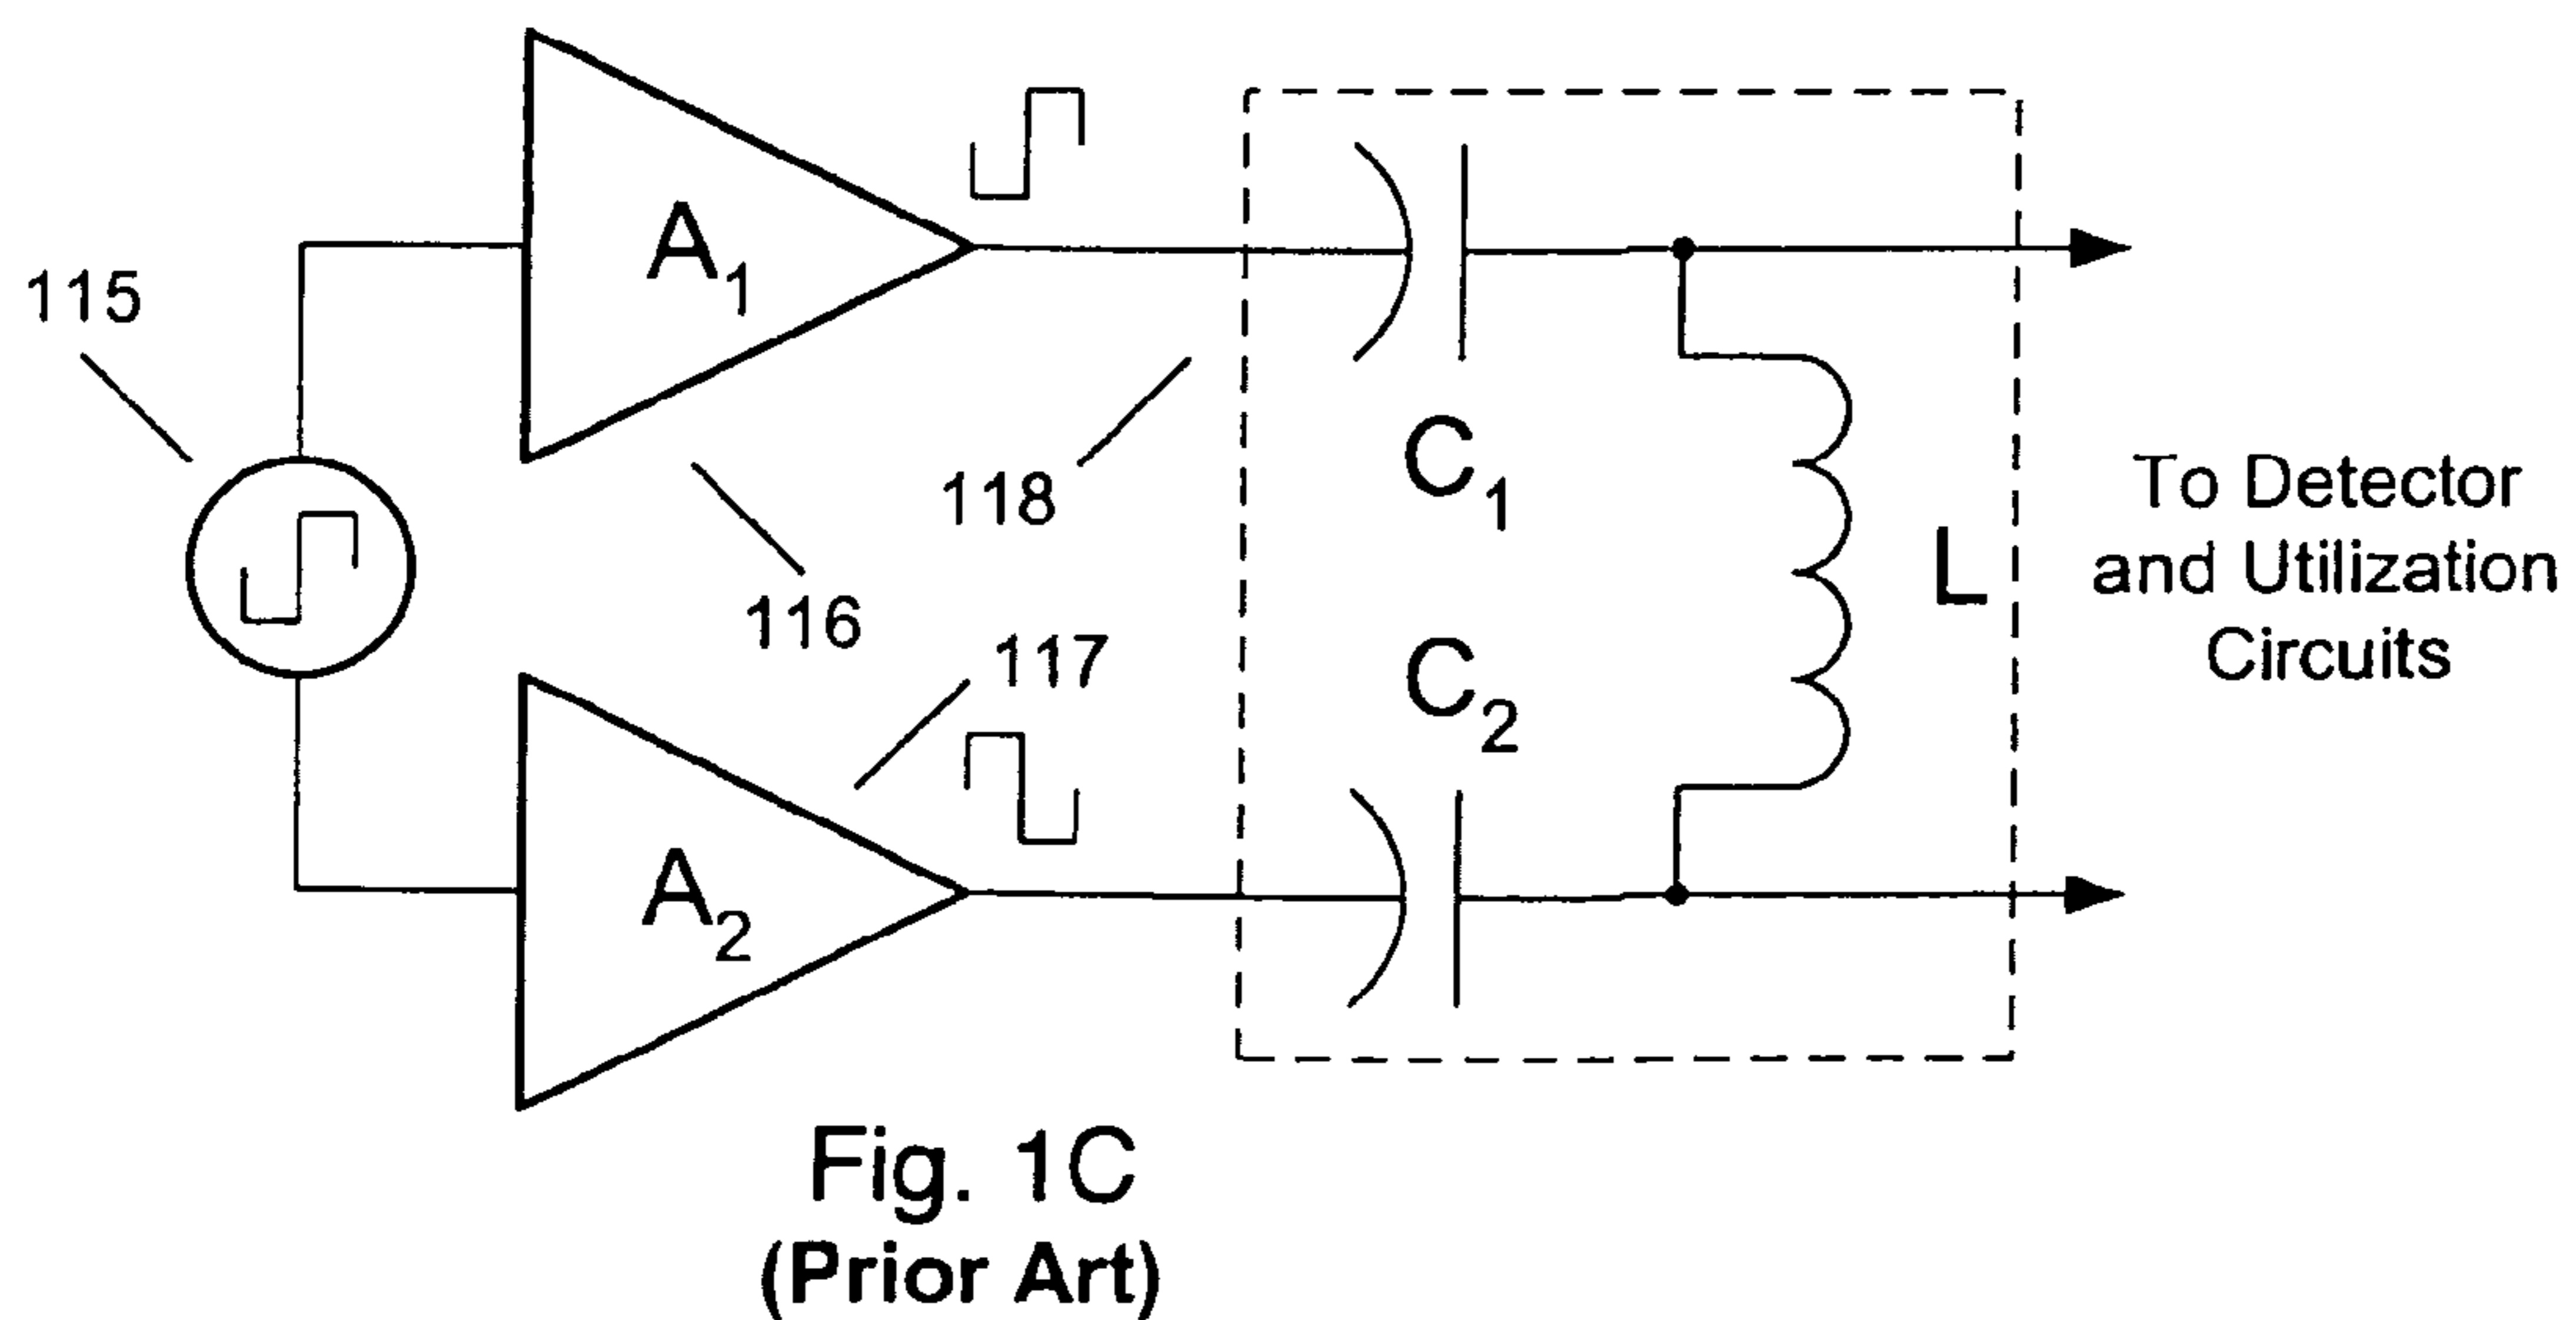 A1
115
118
C1
116
L
To Detector
and Utilization
Circuits
117
C2
A2
Fig. 1C
(Prior Art)